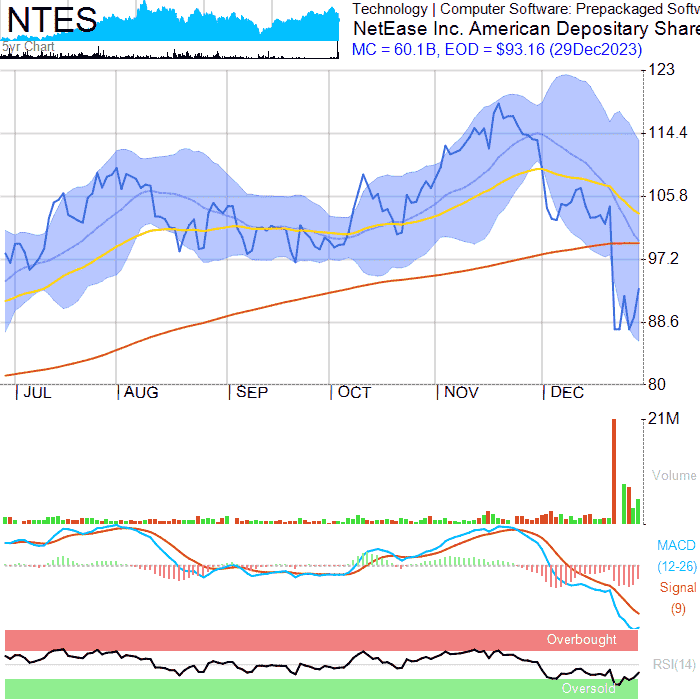 NTES
5yr Chart
Technology | Computer Software: Prepackaged Softw
NetEase Inc. American Depositary Share
MC = 60.1B, EOD = $93.16 (29Dec2023)
123
114.4
105.8
97.2
88.6
80
JUL
AUG
SEP
OCT
NOV
DEC
21M
Volume
MACD
(12-26)
Signal
(9)
Overbought
RSI(14)
Oversold